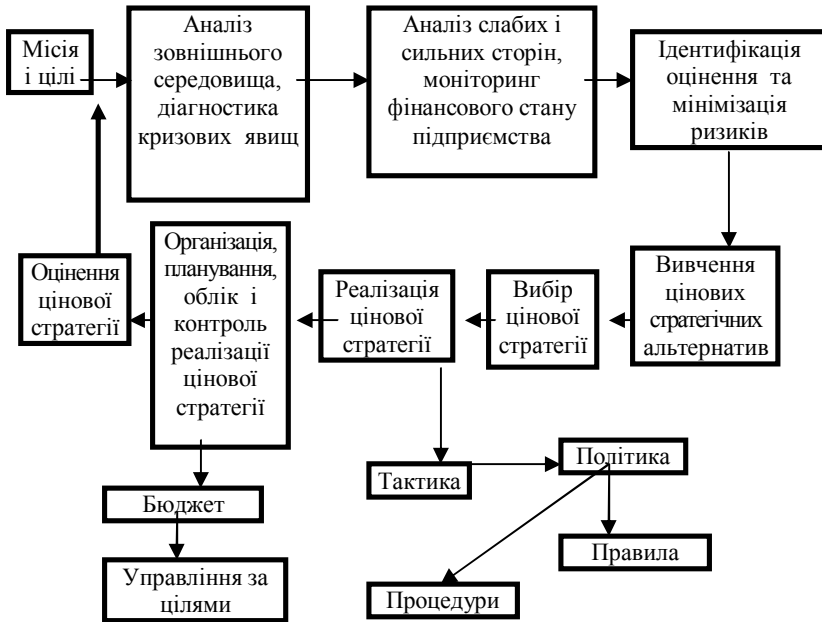 Місія
і цілі
Аналіз
зовнішнього
середовища,
діагностика
кризових явищ
Аналіз слабих і
сильних сторін,
моніторинг
фінансового стану
підприємства
Ідентифікація
оцінення та
мінімізація
ризиків
Оцінення
цінової
стратегії
Організація,
планування,
облік і
контроль
реалізації
цінової
стратегії
Реалізація
цінової
стратегії
Вибір
цінової
стратегії
Вивчення
цінових
стратегічних
альтернатив
Тактика
Політика
Бюджет
Правила
Управління за
цілями
Процедури